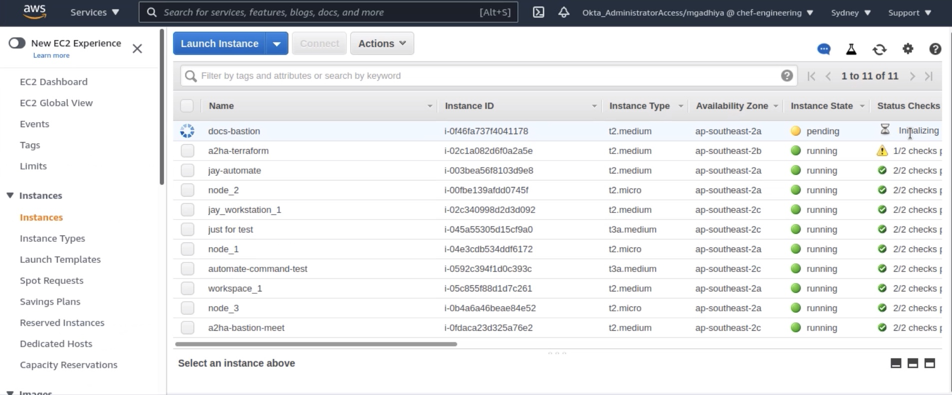 aws
Services
Search for services, features, blogs, docs, and more
[Alt+S]
Okta_AdministratorAccess/mgadhiya @ chef-engineering
Sydney
Support
New EC2 Experience
Learn more
EC2 Dashboard
EC2 Global View
Events
Tags
Limits
Instances
Instances
Instance Types
Launch Templates
Spot Requests
Savings Plans
Reserved Instances
Dedicated Hosts
Capacity Reservations
Images
Launch Instance
Connect
Actions
Filter by tags and attributes or search by keyword
1 to 11 of 11
Name Instance ID Instance Type Availability Zone Instance State Status Checks
docs-bastion i-0f46fa737f4041178 t2.medium ap-southeast-2a pending Initializing
a2ha-terraform i-02c1a082d6f0a2a5e t2.medium ap-southeast-2b running 1/2 checks p
jay-automate i-003bea56f8103d9e8 t2.medium ap-southeast-2a running 2/2 checks p
node_2 i-00fbe139afdd0745f t2.micro ap-southeast-2a running 2/2 checks p
jay_workstation_1 i-02c340998d2d3d092 t2.medium ap-southeast-2c running 2/2 checks p
just for test i-045a55305d15cf9a0 t3a.medium ap-southeast-2c running 2/2 checks p
node_1 i-04e3cdb534ddf6172 t2.micro ap-southeast-2a running 2/2 checks p
automate-command-test i-0592c394f1d0c393c t3a.medium ap-southeast-2c running 2/2 checks p
workspace_1 i-05c855f88d1d7c261 t2.medium ap-southeast-2a running 2/2 checks p
node_3 i-0b4a6a46beae84e52 t2.micro ap-southeast-2a running 2/2 checks p
a2ha-bastion-meet i-0fdaca23d325a76e2 t2.medium ap-southeast-2c running 2/2 checks p
Select an instance above